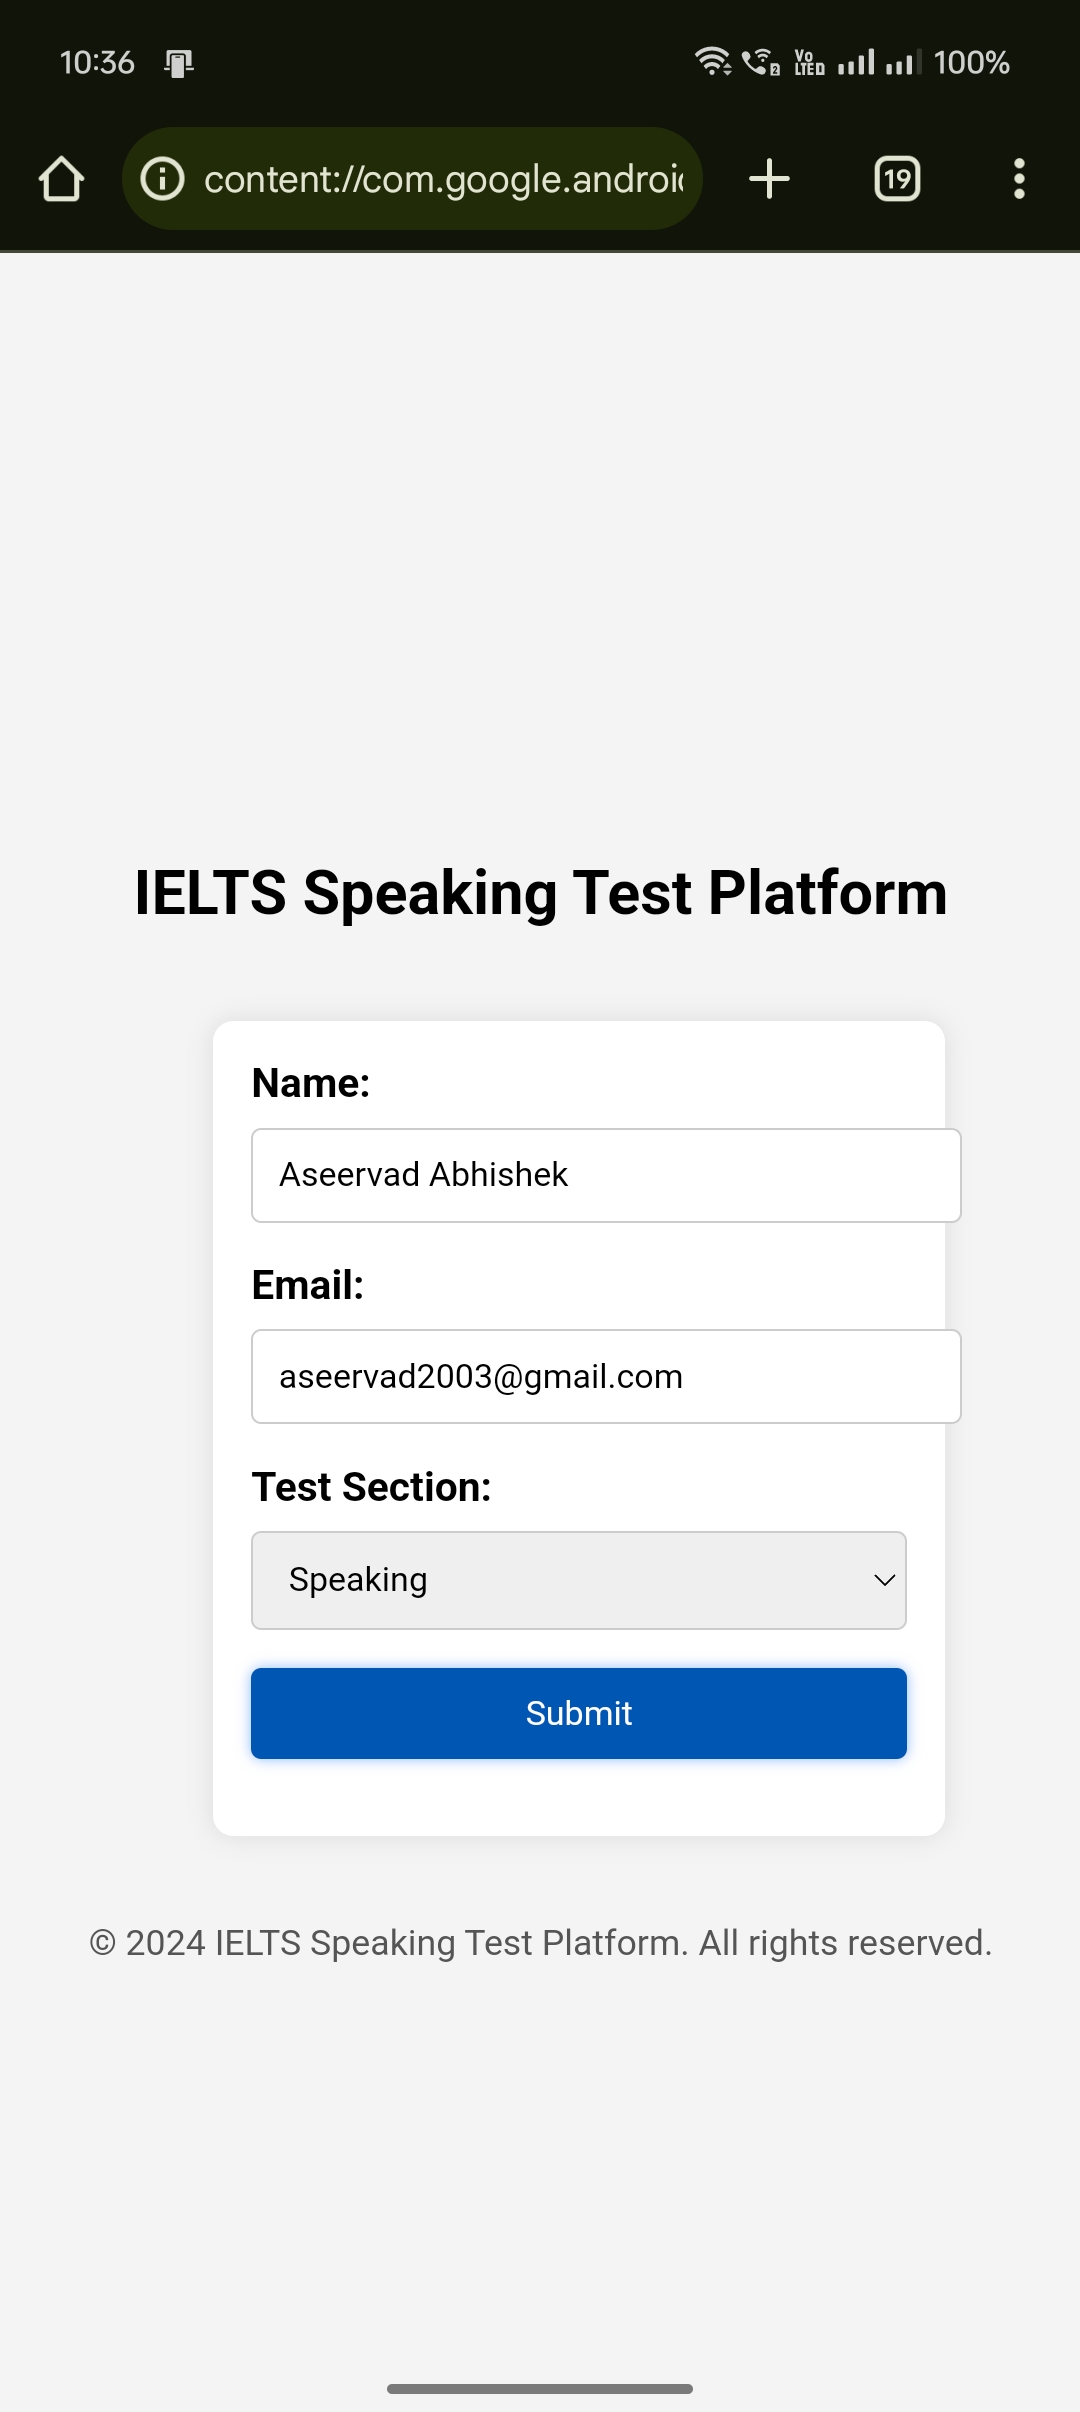 10:36 Vo LTE 2 100%
content://com.google.androi
19
IELTS Speaking Test Platform
Name:
Aseervad Abhishek
Email:
aseervad2003@gmail.com
Test Section:
Speaking
Submit
© 2024 IELTS Speaking Test Platform. All rights reserved.